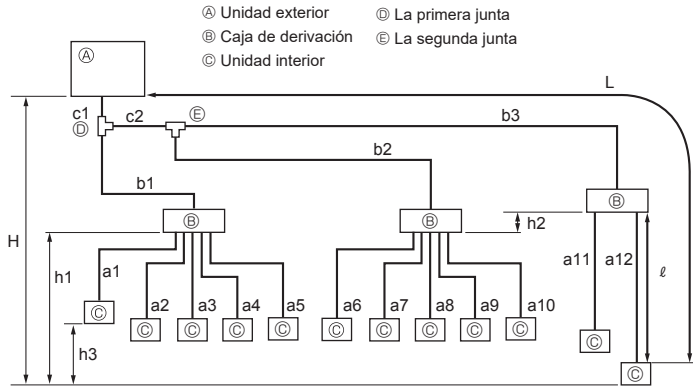 Ⓐ Unidad exterior
Ⓑ Caja de derivación
Ⓒ Unidad interior
Ⓓ La primera junta
Ⓔ La segunda junta
Ⓐ
L
c1
Ⓓ
c2
Ⓔ
b3
b2
b1
Ⓑ
Ⓑ
Ⓑ
h2
H
h1
a1
a2
a3
a4
a5
a6
a7
a8
a9
a10
a11
a12
ℓ
Ⓒ
Ⓒ
Ⓒ
Ⓒ
Ⓒ
Ⓒ
Ⓒ
Ⓒ
Ⓒ
Ⓒ
Ⓒ
h3
Ⓒ